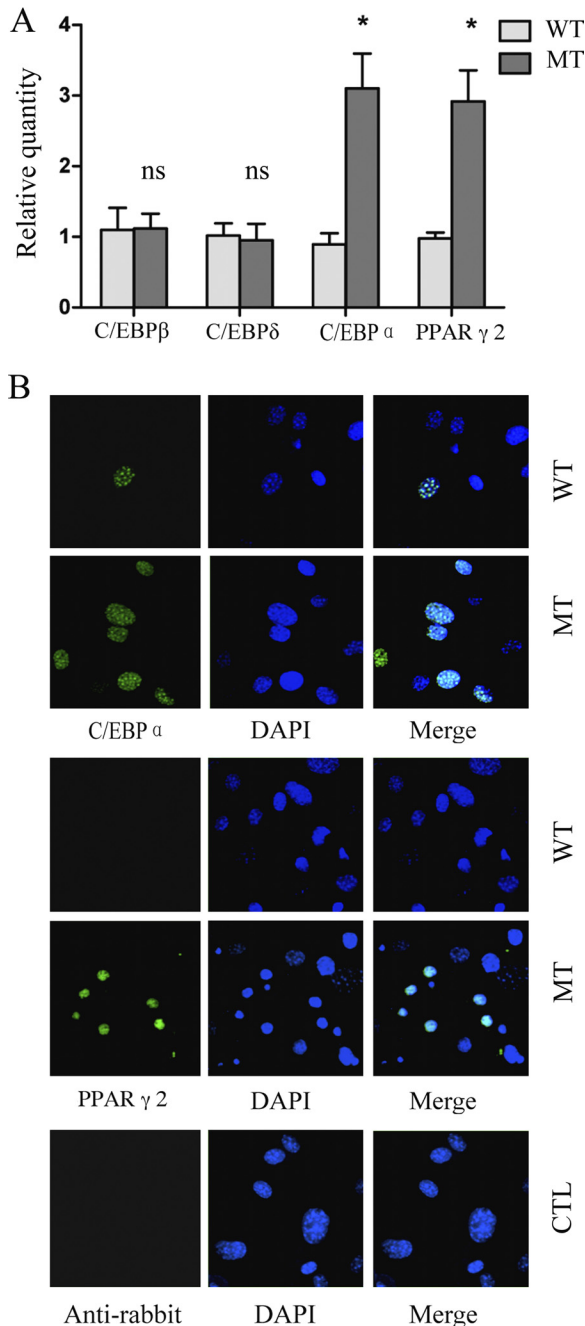 A
WT
MT
Relative quantity
4
3
2
1
0
ns
ns
*
*
C/EBPβ
C/EBPδ
C/EBP α
PPAR γ 2
B
WT
MT
C/EBP α
DAPI
Merge
WT
MT
PPAR γ 2
DAPI
Merge
CTL
Anti-rabbit
DAPI
Merge